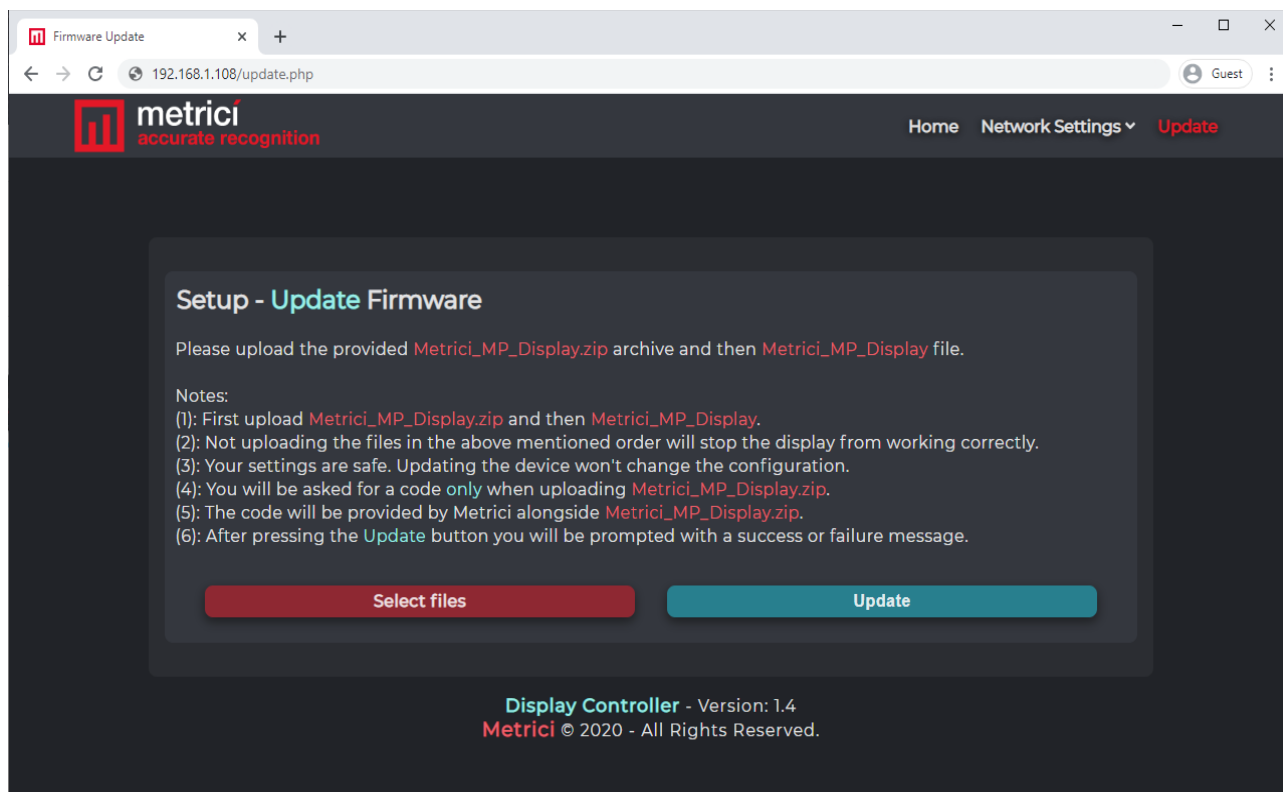 Firmware Update
192.168.1.108/update.php
Guest
metrici
accurate recognition
Home Network Settings Update
Setup - Update Firmware
Please upload the provided Metrici_MP_Display.zip archive and then Metrici_MP_Display file.
Notes:
(1): First upload Metrici_MP_Display.zip and then Metrici_MP_Display.
(2): Not uploading the files in the above mentioned order will stop the display from working correctly.
(3): Your settings are safe. Updating the device won't change the configuration.
(4): You will be asked for a code only when uploading Metrici_MP_Display.zip.
(5): The code will be provided by Metrici alongside Metrici_MP_Display.zip.
(6): After pressing the Update button you will be prompted with a success or failure message.
Select files Update
Display Controller - Version: 1.4
Metrici © 2020 - All Rights Reserved.